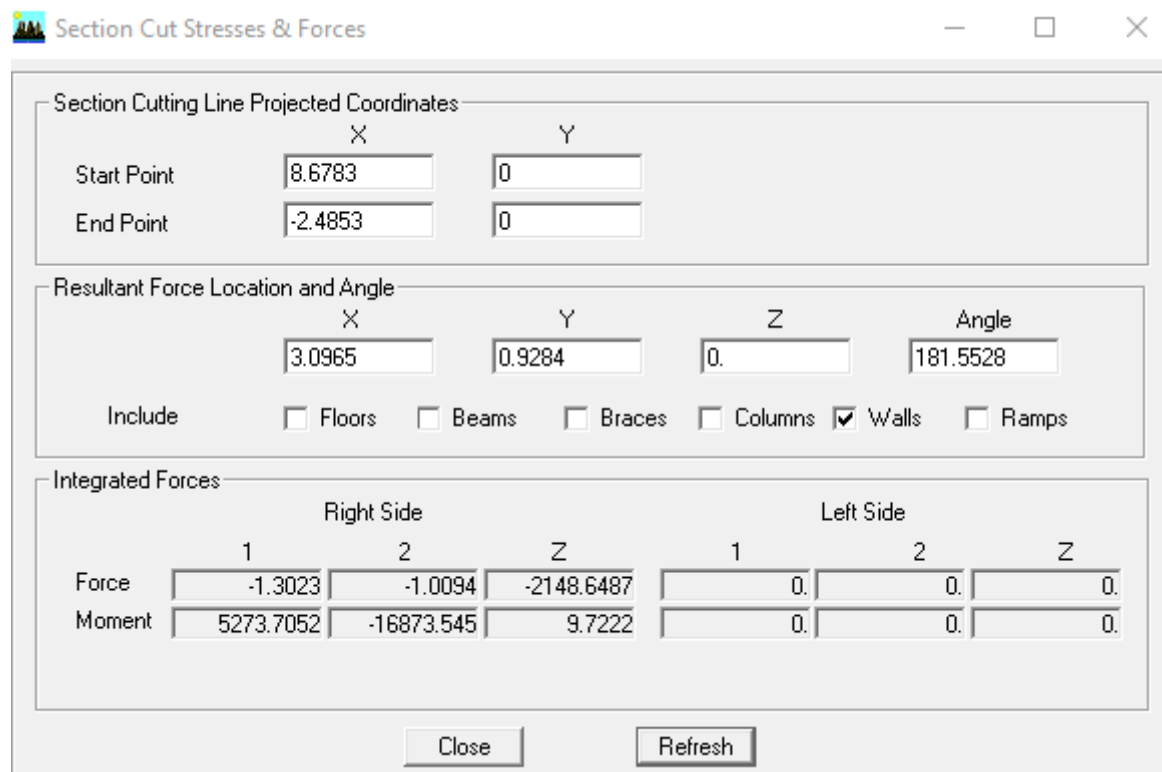 Section Cut Stresses & Forces
Section Cutting Line Projected Coordinates
X Y
Start Point 8.6783 0
End Point -2.4853 0
Resultant Force Location and Angle
X Y Z Angle
3.0965 0.9284 0. 181.5528
Include Floors Beams Braces Columns Walls Ramps
Integrated Forces
Right Side Left Side
1 2 Z 1 2 Z
Force -1.3023 -1.0094 -2148.6487 0. 0. 0.
Moment 5273.7052 -16873.545 9.7222 0. 0. 0.
Close Refresh